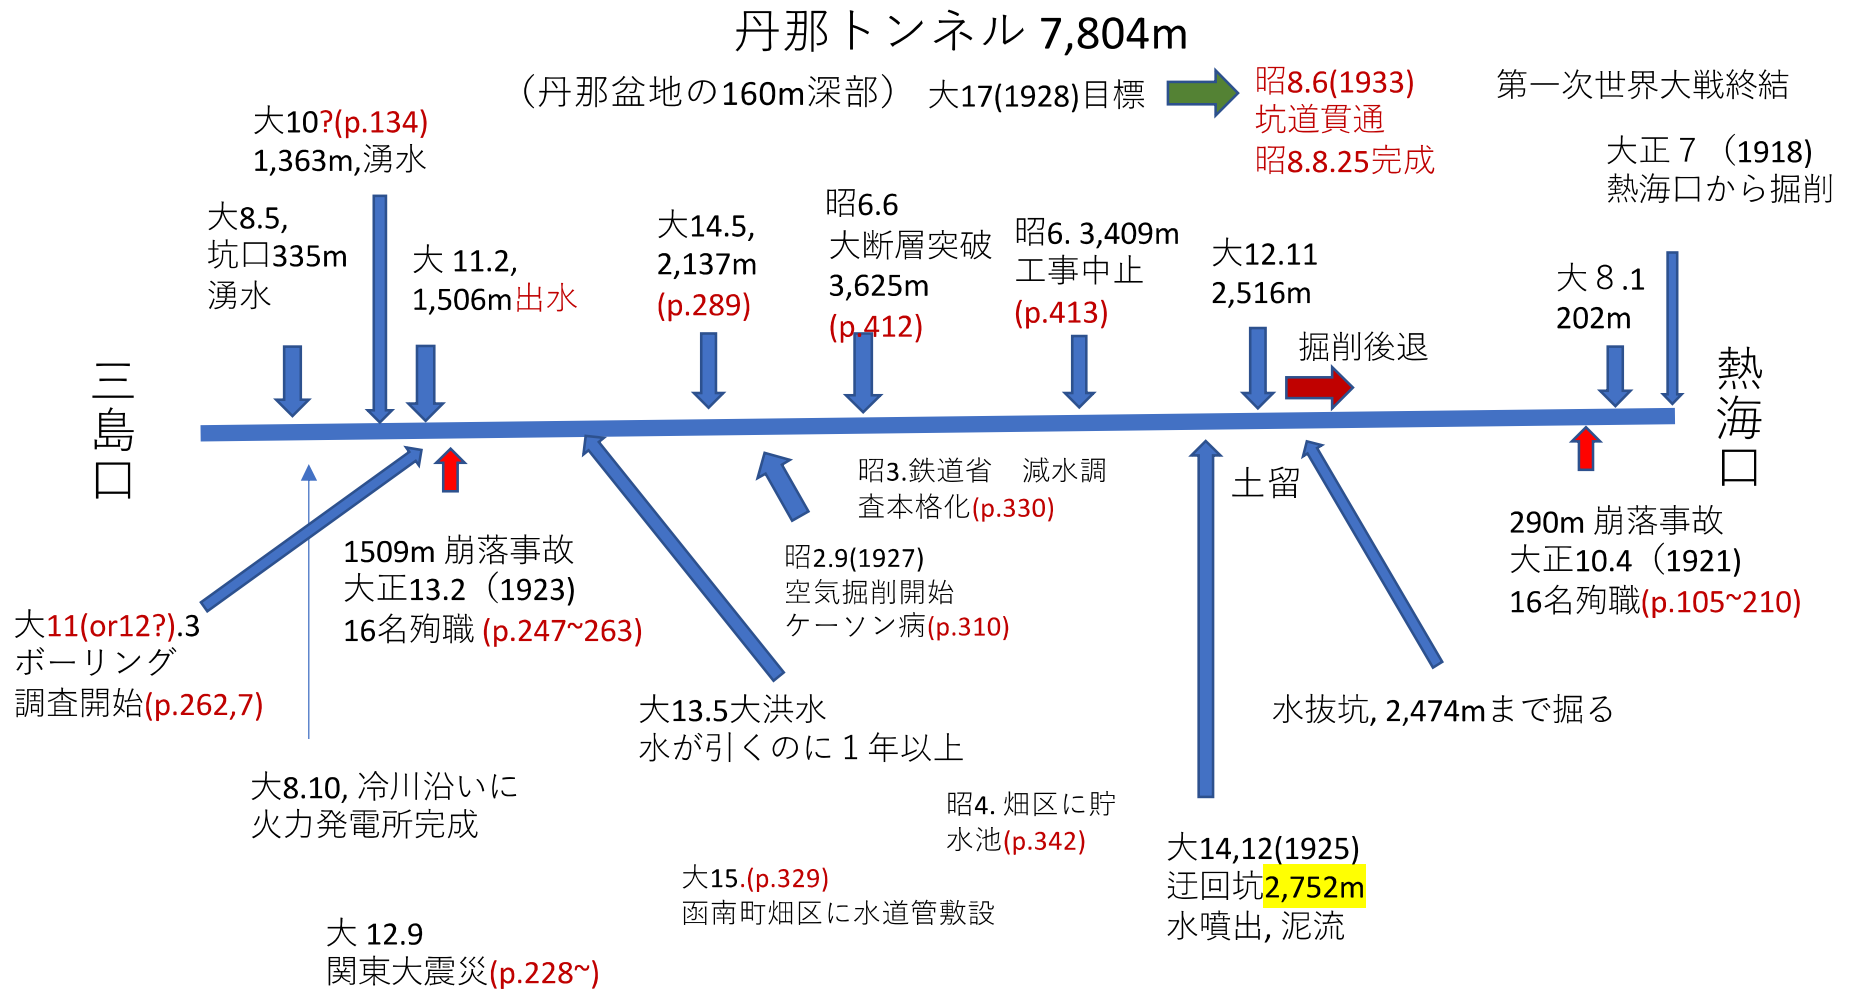 丹那トンネル 7,804m
（丹那盆地の160m深部） 大17(1928)目標
昭8.6(1933)
坑道貫通
昭8.8.25完成
第一次世界大戦終結
大正７（1918)
熱海口から掘削
大10?(p.134)
1,363m,湧水
大8.5,
坑口335m
湧水
大 11.2,
1,506m出水
大14.5,
2,137m
(p.289)
昭6.6
大断層突破
3,625m
(p.412)
昭6. 3,409m
工事中止
(p.413)
大12.11
2,516m
掘削後退
大８.1
202m
三島口
熱海口
土留
昭3.鉄道省　減水調
査本格化(p.330)
昭2.9(1927)
空気掘削開始
ケーソン病(p.310)
1509m 崩落事故
大正13.2（1923)
16名殉職 (p.247~263)
290m 崩落事故
大正10.4（1921)
16名殉職(p.105~210)
大11(or12?).3
ボーリング
調査開始(p.262,7)
大13.5大洪水
水が引くのに１年以上
水抜坑, 2,474mまで掘る
大8.10, 冷川沿いに
火力発電所完成
昭4. 畑区に貯
水池(p.342)
大14,12(1925)
迂回坑2,752m
水噴出, 泥流
大15.(p.329)
函南町畑区に水道管敷設
大 12.9
関東大震災(p.228~)